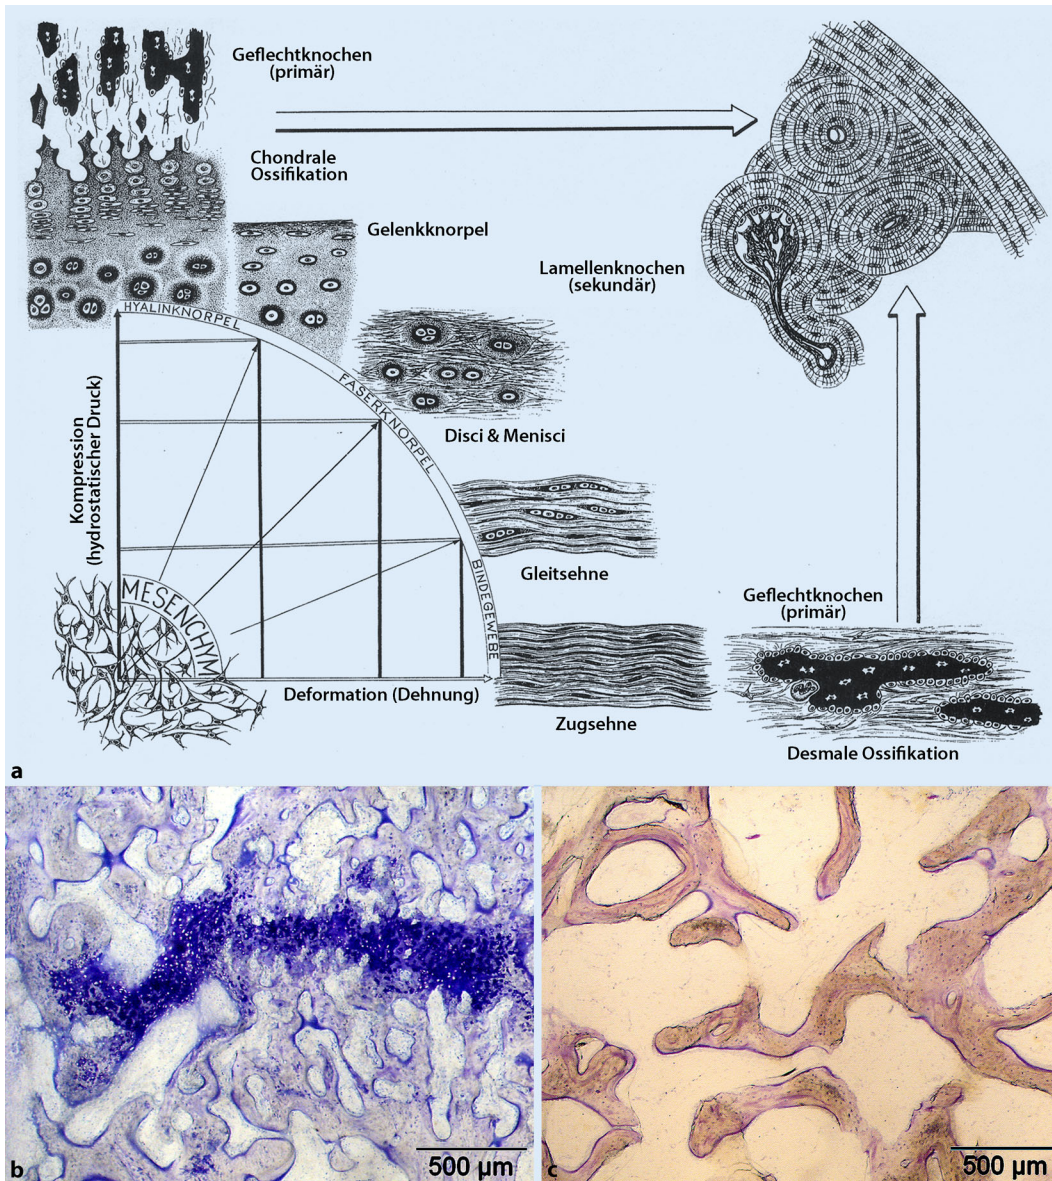 Geflechtknochen
(primär)
Chondrale
Ossifikation
Gelenkknorpel
Lamellenknochen
(sekundär)
HYALINKNORPEL
FASERKNORPEL
Disci & Menisci
Kompression
(hydrostatischer Druck)
Gleitsehne
BINDEGEWEBE
MESENCHYM
Geflechtknochen
(primär)
Deformation (Dehnung)
Zugsehne
Desmale Ossifikation
a
b
500 µm
c
500 µm